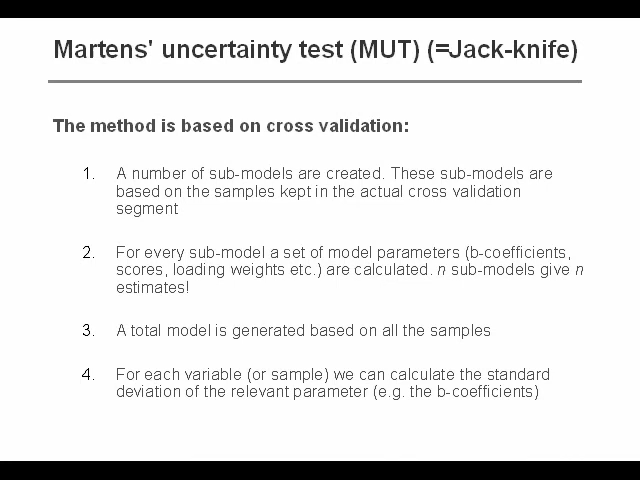 Martens' uncertainty test (MUT) (=Jack-knife)
The method is based on cross validation:
1. A number of sub-models are created. These sub-models are
based on the samples kept in the actual cross validation
segment
2. For every sub-model a set of model parameters (b-coefficients,
scores, loading weights etc.) are calculated. n sub-models give n
estimates!
3. A total model is generated based on all the samples
4. For each variable (or sample) we can calculate the standard
deviation of the relevant parameter (e.g. the b-coefficients)